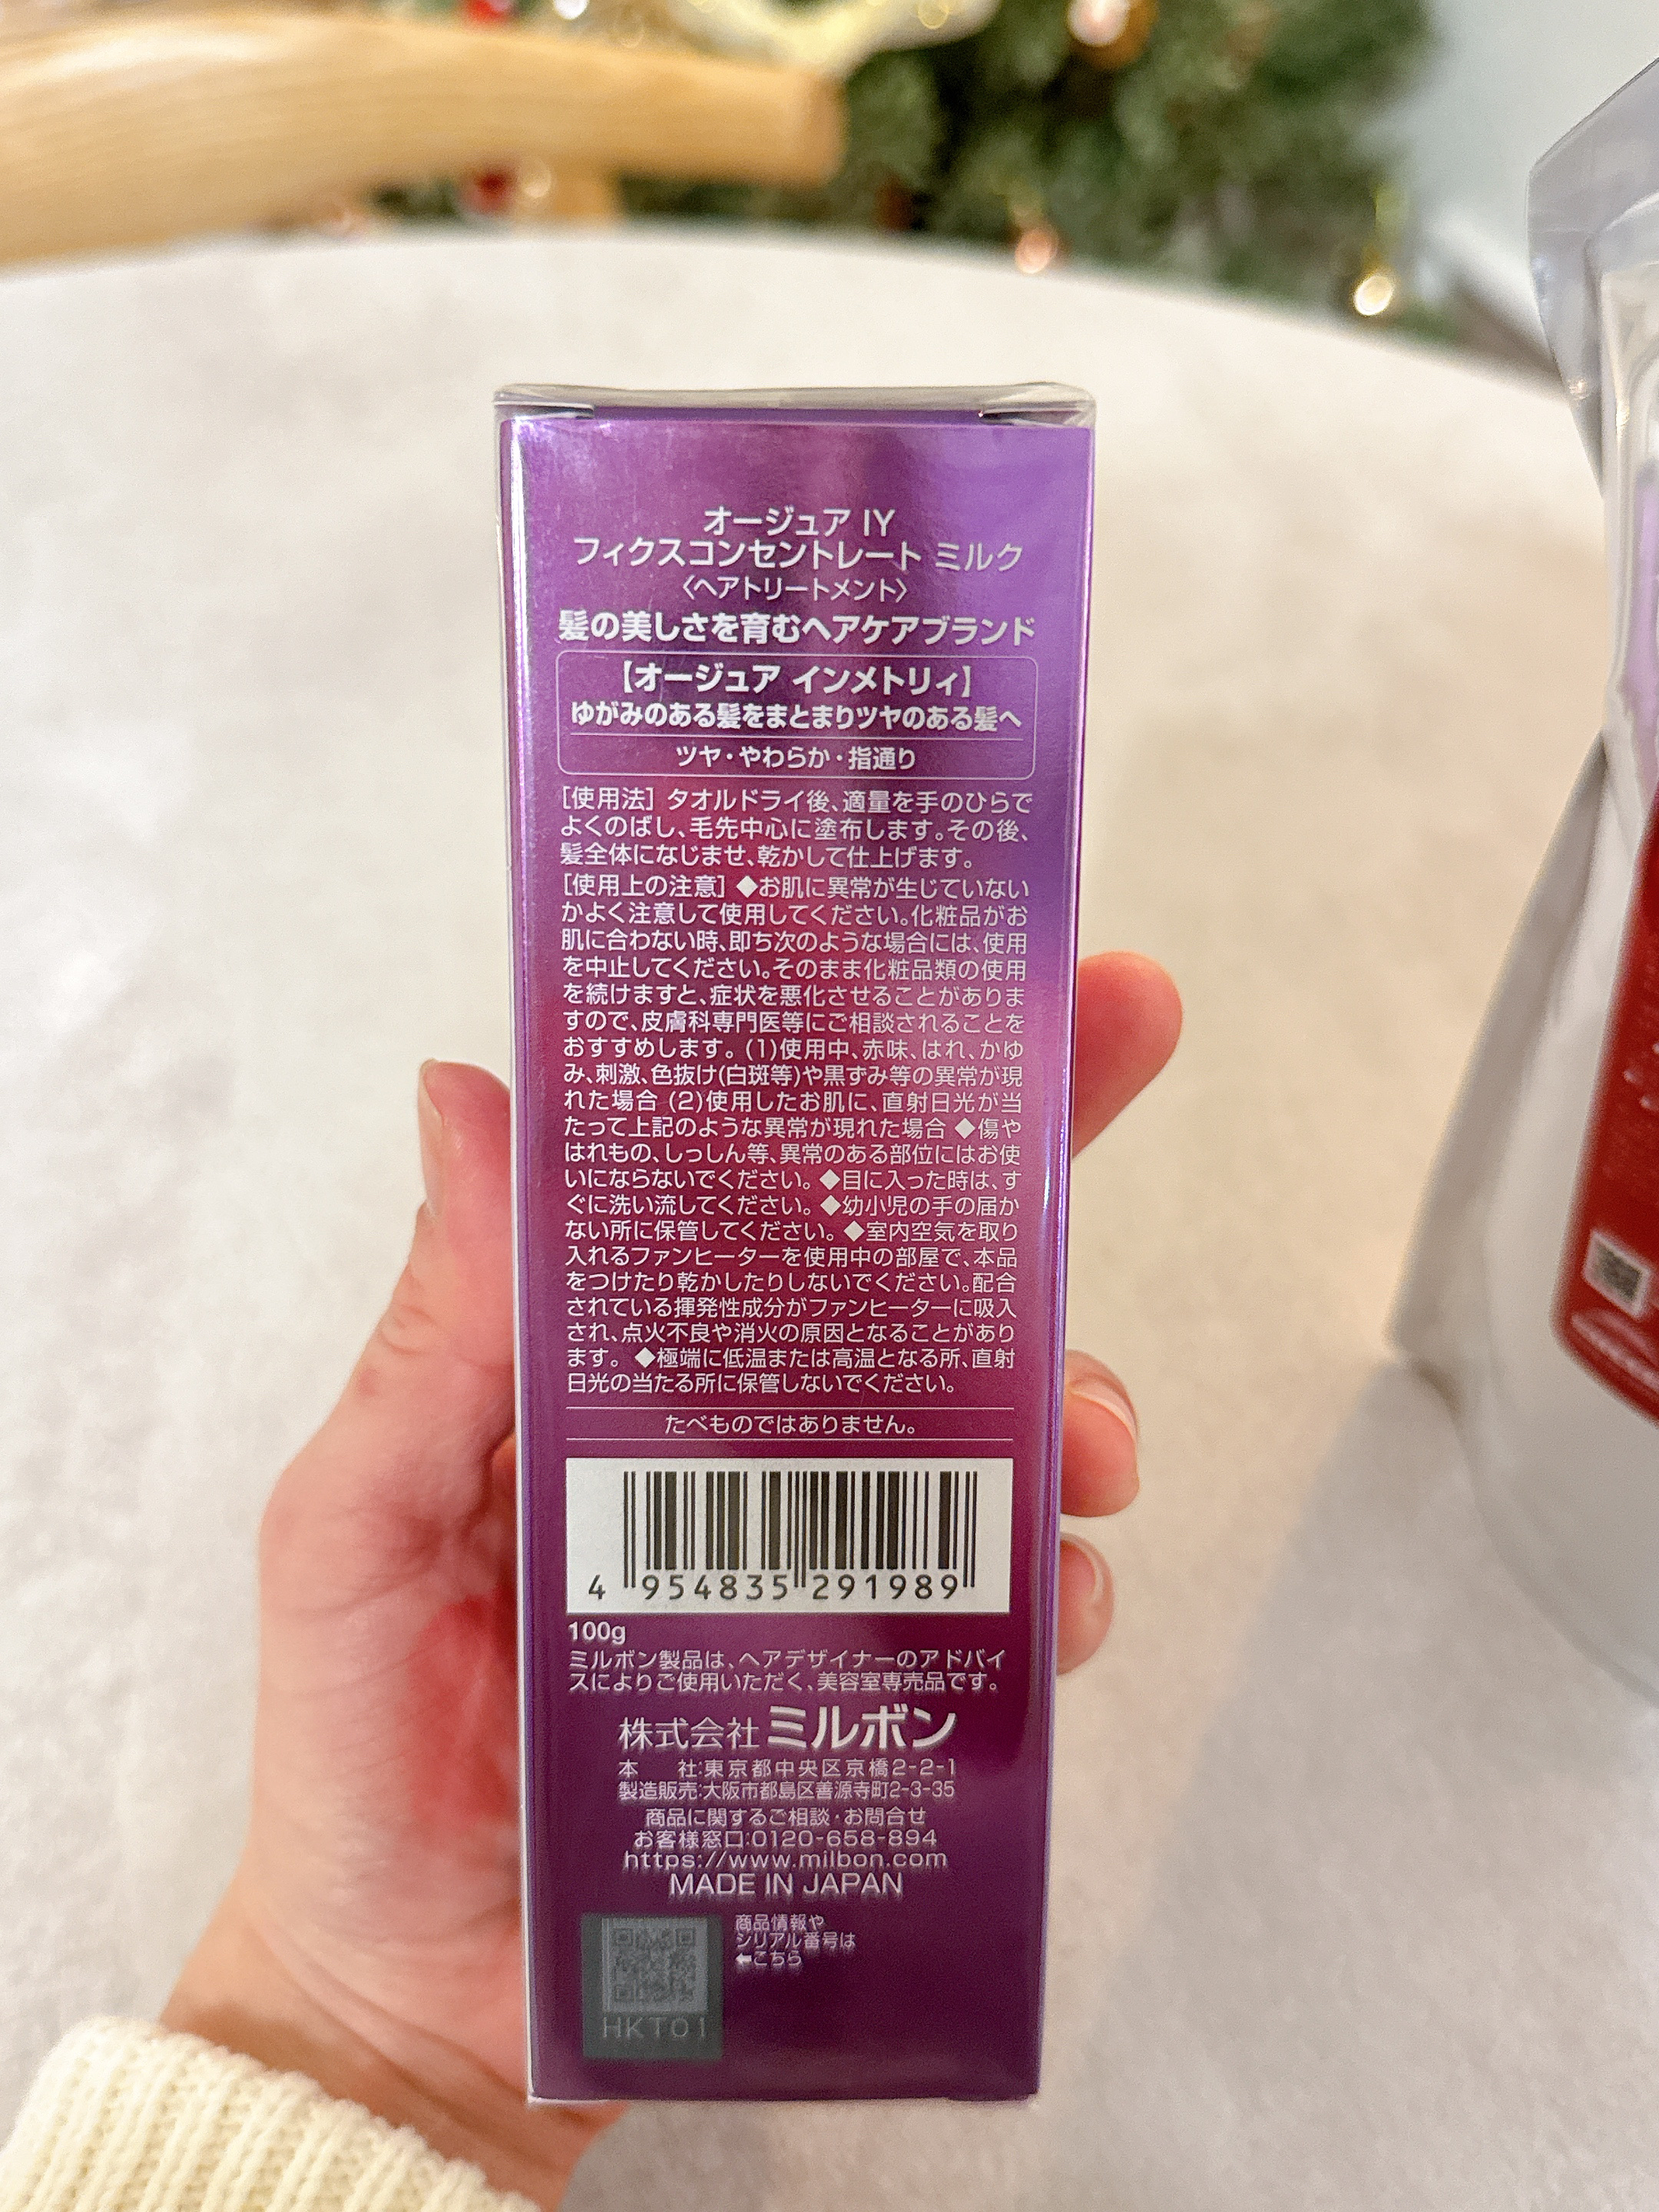 オージュア IY
フィクスコンセントレート ミルク
〈ヘアトリートメント〉
髪の美しさを育むヘアケアブランド
【オージュア インメトリィ】
ゆがみのある髪をまとまりツヤのある髪へ
ツヤ・やわらか・指通り
[使用法] タオルドライ後、適量を手のひらで
よくのばし、毛先中心に塗布します。その後、
髪全体になじませ、乾かして仕上げます。
[使用上の注意] ◆お肌に異常が生じていない
かよく注意して使用してください。化粧品がお
肌に合わない時、即ち次のような場合には、使用
を中止してください。そのまま化粧品類の使用
を続けますと、症状を悪化させることがありま
すので、皮膚科専門医等にご相談されることを
おすすめします。(1)使用中、赤味、はれ、かゆ
み、刺激、色抜け(白斑等)や黒ずみ等の異常が現
れた場合 (2)使用したお肌に、直射日光が当
たって上記のような異常が現れた場合 ◆傷や
はれもの、しっしん等、異常のある部位にはお使
いにならないでください。◆目に入った時は、す
ぐに洗い流してください。◆幼小児の手の届か
ない所に保管してください。◆室内空気を取り
入れるファンヒーターを使用中の部屋で、本品
をつけたり乾かしたりしないでください。配合
されている揮発性成分がファンヒーターに吸入
され、点火不良や消火の原因となることがあり
ます。◆極端に低温または高温となる所、直射
日光の当たる所に保管しないでください。
たべものではありません。
4 954835 291989
100g
ミルボン製品は、ヘアデザイナーのアドバイ
スによりご使用いただく、美容室専売品です。
株式会社ミルボン
本 社:東京都中央区京橋2-2-1
製造販売:大阪市都島区善源寺町2-3-35
商品に関するご相談・お問合せ
お客様窓口:0120-658-894
https://www.milbon.com
MADE IN JAPAN
商品情報や
シリアル番号は
⬅こちら
HKT01